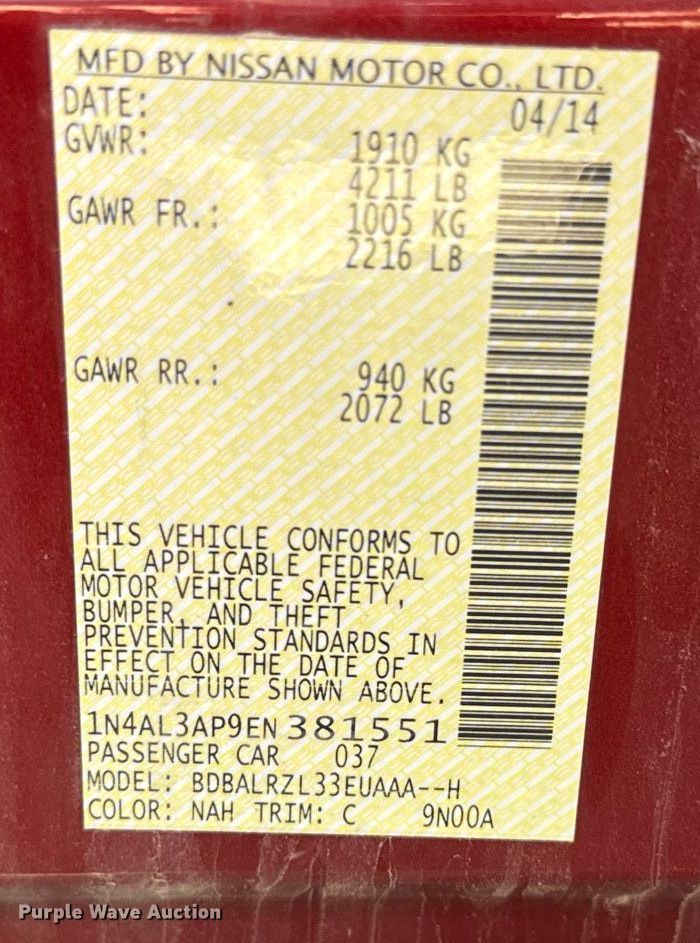 MFD BY NISSAN MOTOR CO., LTD.
DATE: 04/14
GVWR: 1910 KG
4211 LB
GAWR FR.: 1005 KG
2216 LB
GAWR RR.: 940 KG
2072 LB
THIS VEHICLE CONFORMS TO
ALL APPLICABLE FEDERAL
MOTOR VEHICLE SAFETY,
BUMPER, AND THEFT
PREVENTION STANDARDS IN
EFFECT ON THE DATE OF
MANUFACTURE SHOWN ABOVE.
1N4AL3AP9EN 381551
PASSENGER CAR 037
MODEL: BDBALRZL33EUAAA--H
COLOR: NAH TRIM: C 9N00A
Purple Wave Auction